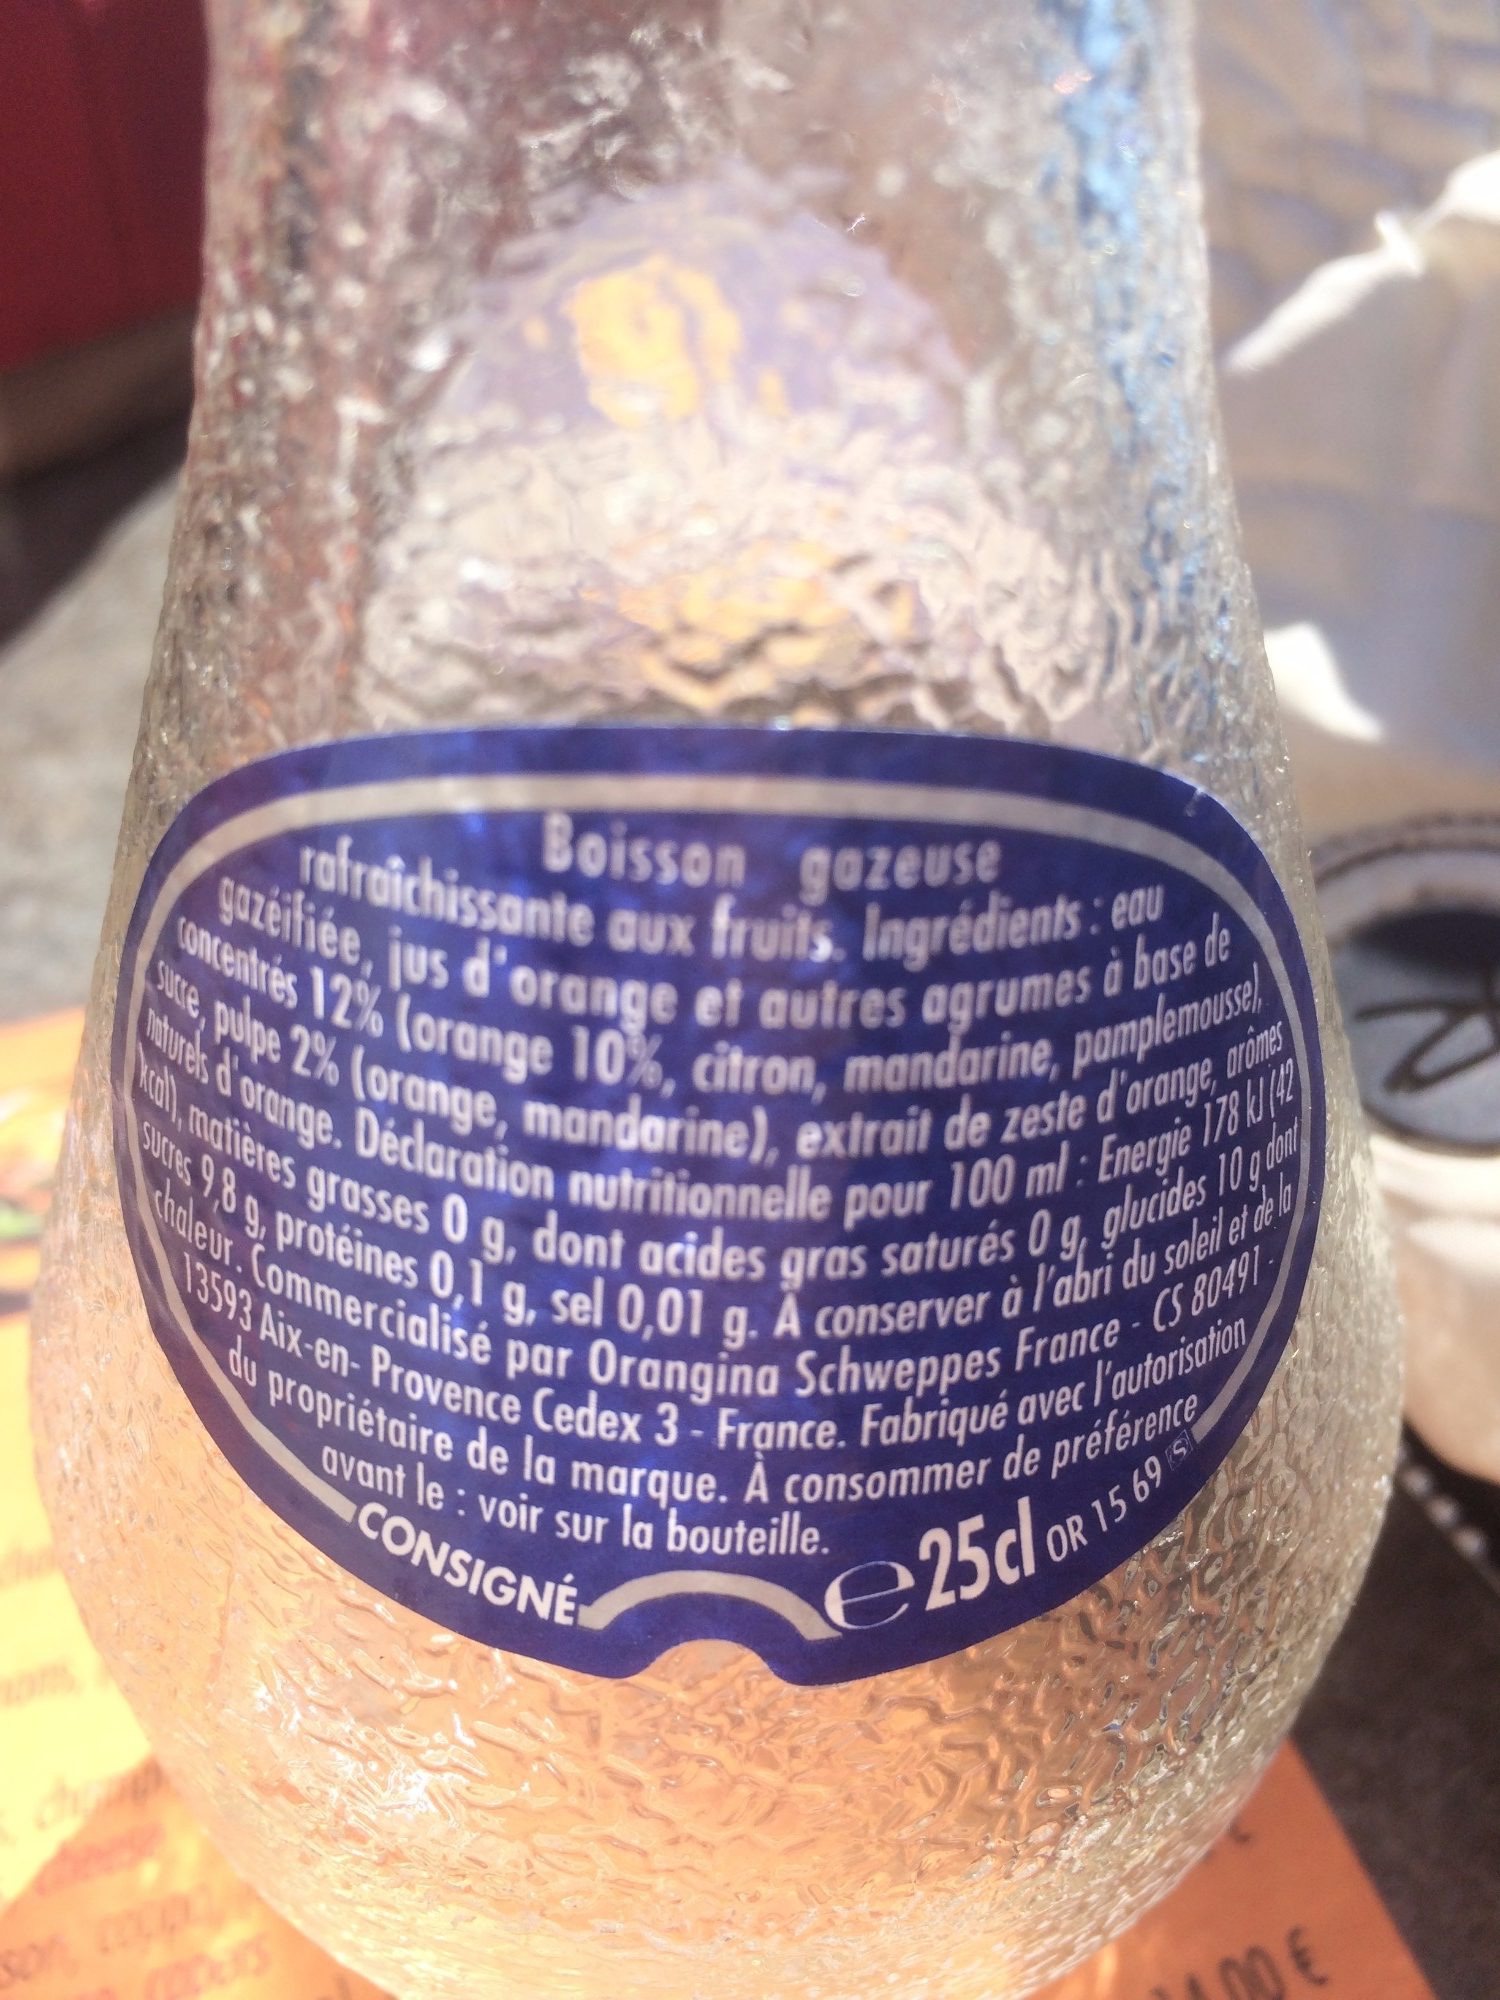 Boisson gazeuse
rafraîchissante aux fruits. Ingrédients : eau
gazéifiée, jus d'orange et autres agrumes à base de
concentrés 12% (orange 10%, citron, mandarine, pamplemousse),
sucre, pulpe 2% (orange, mandarine), extrait de zeste d'orange, arômes
naturels d'orange. Déclaration nutritionnelle pour 100 ml : Energie 178 kJ (42
kcal), matières grasses 0 g, dont acides gras saturés 0 g, glucides 10 g dont
sucres 9,8 g, protéines 0,1 g, sel 0,01 g. À conserver à l'abri du soleil et de la
chaleur. Commercialisé par Orangina Schweppes France - CS 80491 -
13593 Aix-en- Provence Cedex 3 - France. Fabriqué avec l'autorisation
du propriétaire de la marque. À consommer de préférence
avant le : voir sur la bouteille.
CONSIGNÉ e 25cl OR 15 69 S